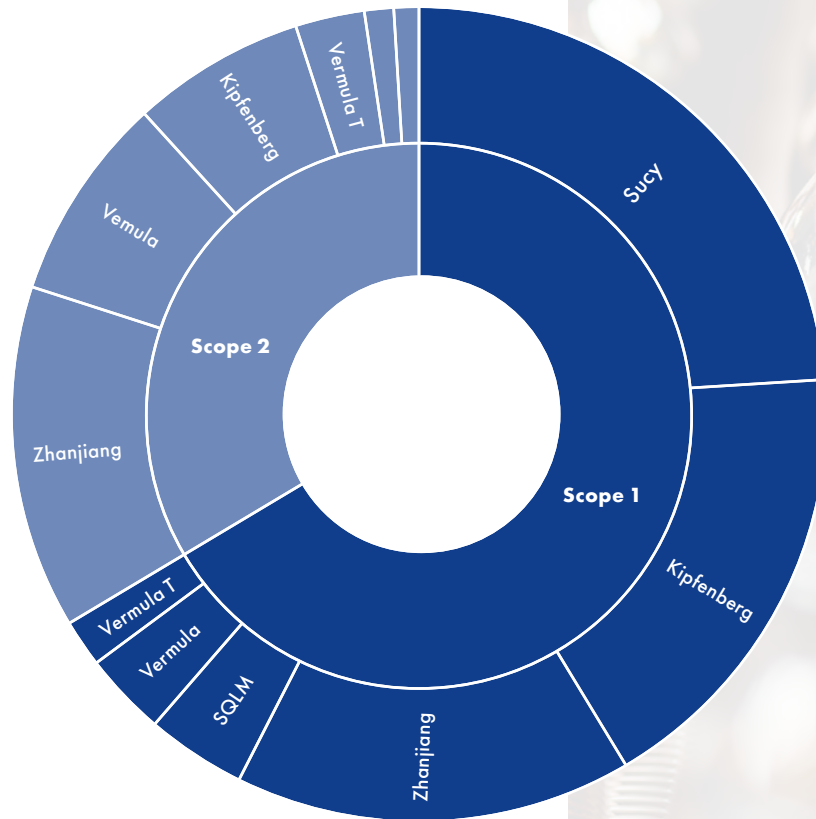 Sucy
Kipfenberg
Zhanjiang
SQLM
Vermula
Vermula T
Scope 1
Scope 2
Zhanjiang
Vemula
Kipfenberg
Vermula T